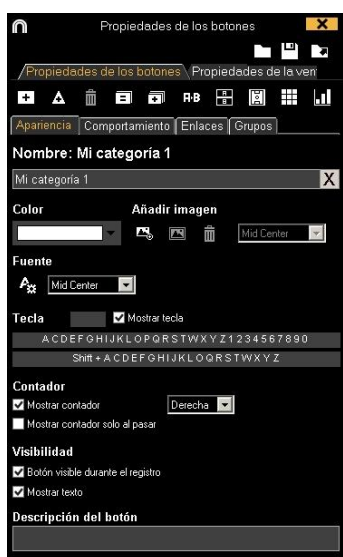 Propiedades de los botones
Propiedades de los botones Propiedades de la ven
A·B
Apariencia Comportamiento Enlaces Grupos
Nombre: Mi categoría 1
Mi categoría 1 X
Color Añadir imagen
Mid Center
Fuente
Mid Center
Tecla Mostrar tecla
A C D E F G H I J K L O P Q R S T W X Y Z 1 2 3 4 5 6 7 8 9 0
Shift + A C D E F G H I J K L O Q R S T W X Y Z
Contador
Mostrar contador Derecha
Mostrar contador solo al pasar
Visibilidad
Botón visible durante el registro
Mostrar texto
Descripción del botón